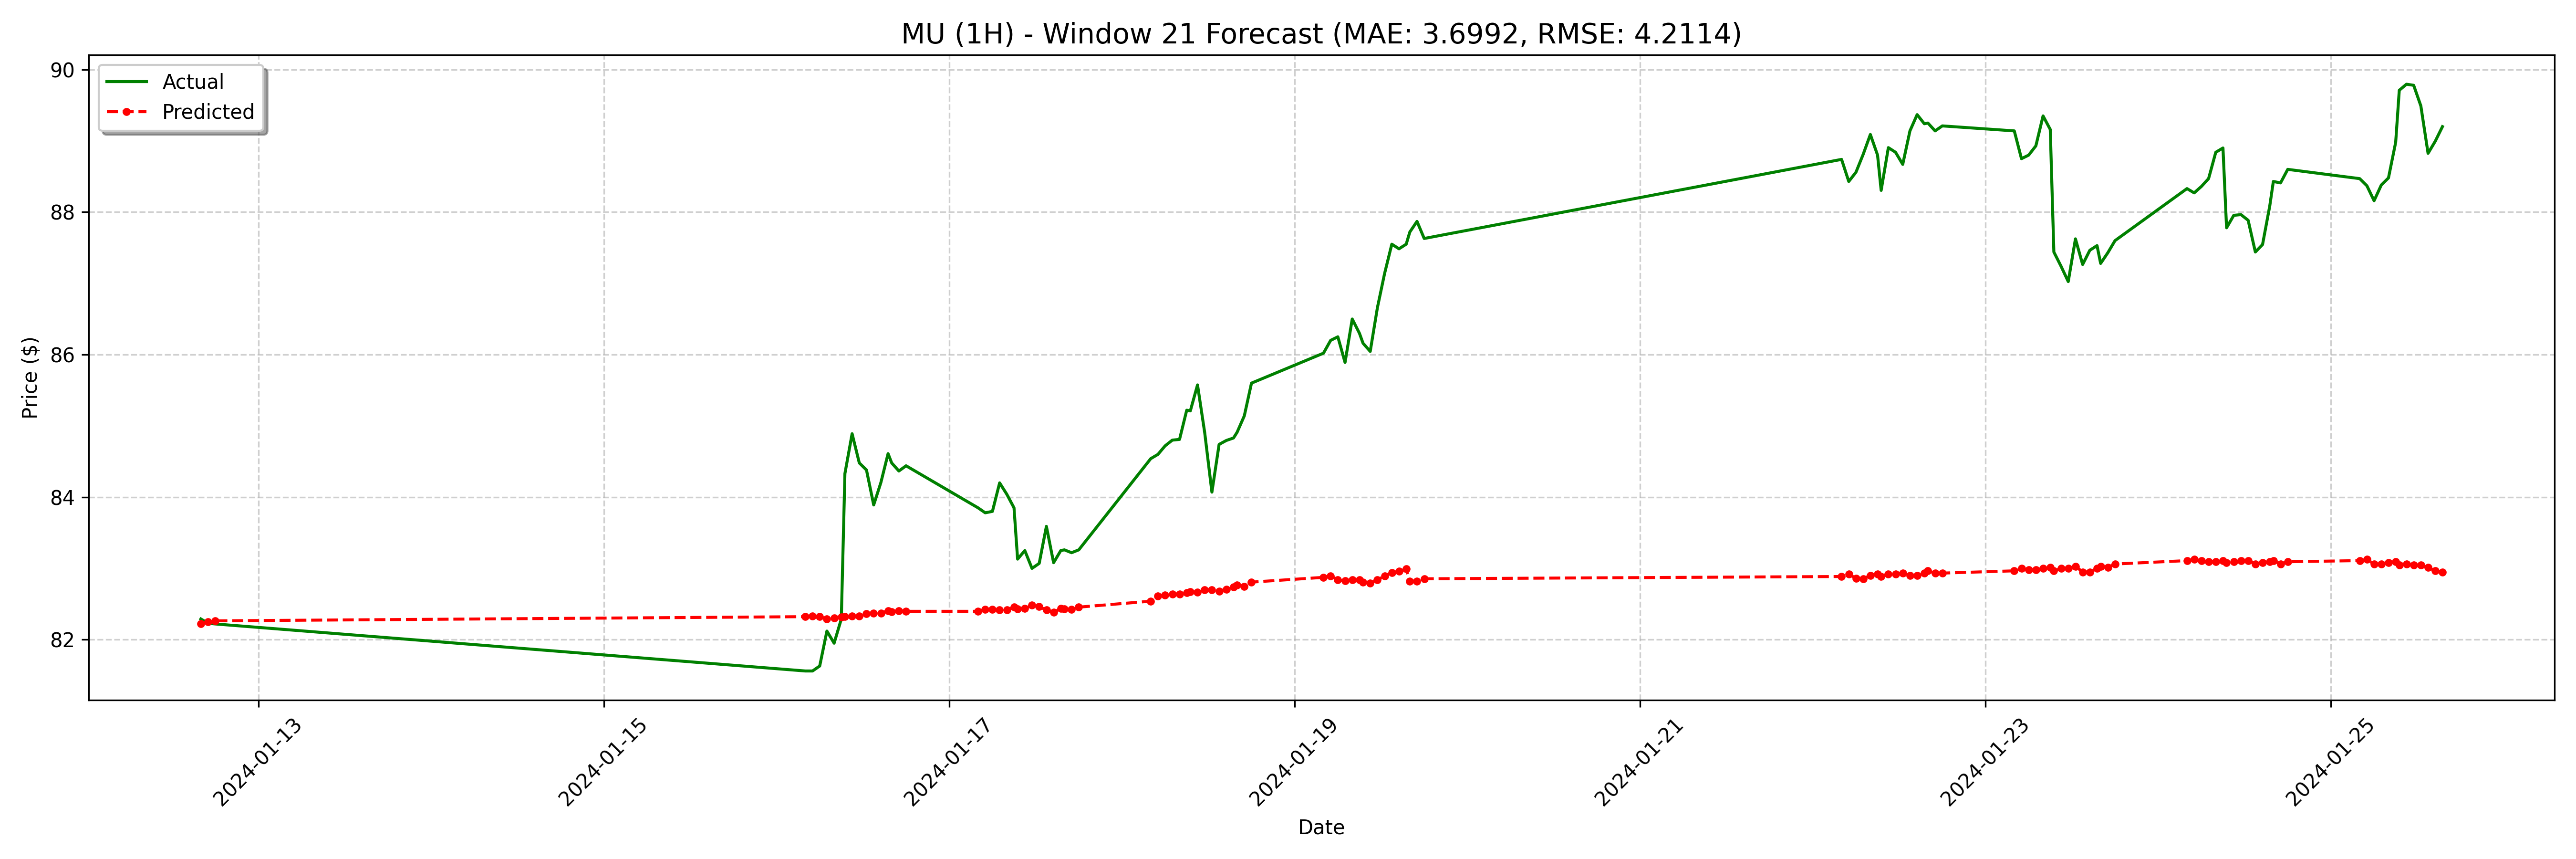 MU (1H) - Window 21 Forecast (MAE: 3.6992, RMSE: 4.2114)
Actual
Predicted
Price ($)
90
88
86
84
82
2024-01-13
2024-01-15
2024-01-17
2024-01-19
2024-01-21
2024-01-23
2024-01-25
Date